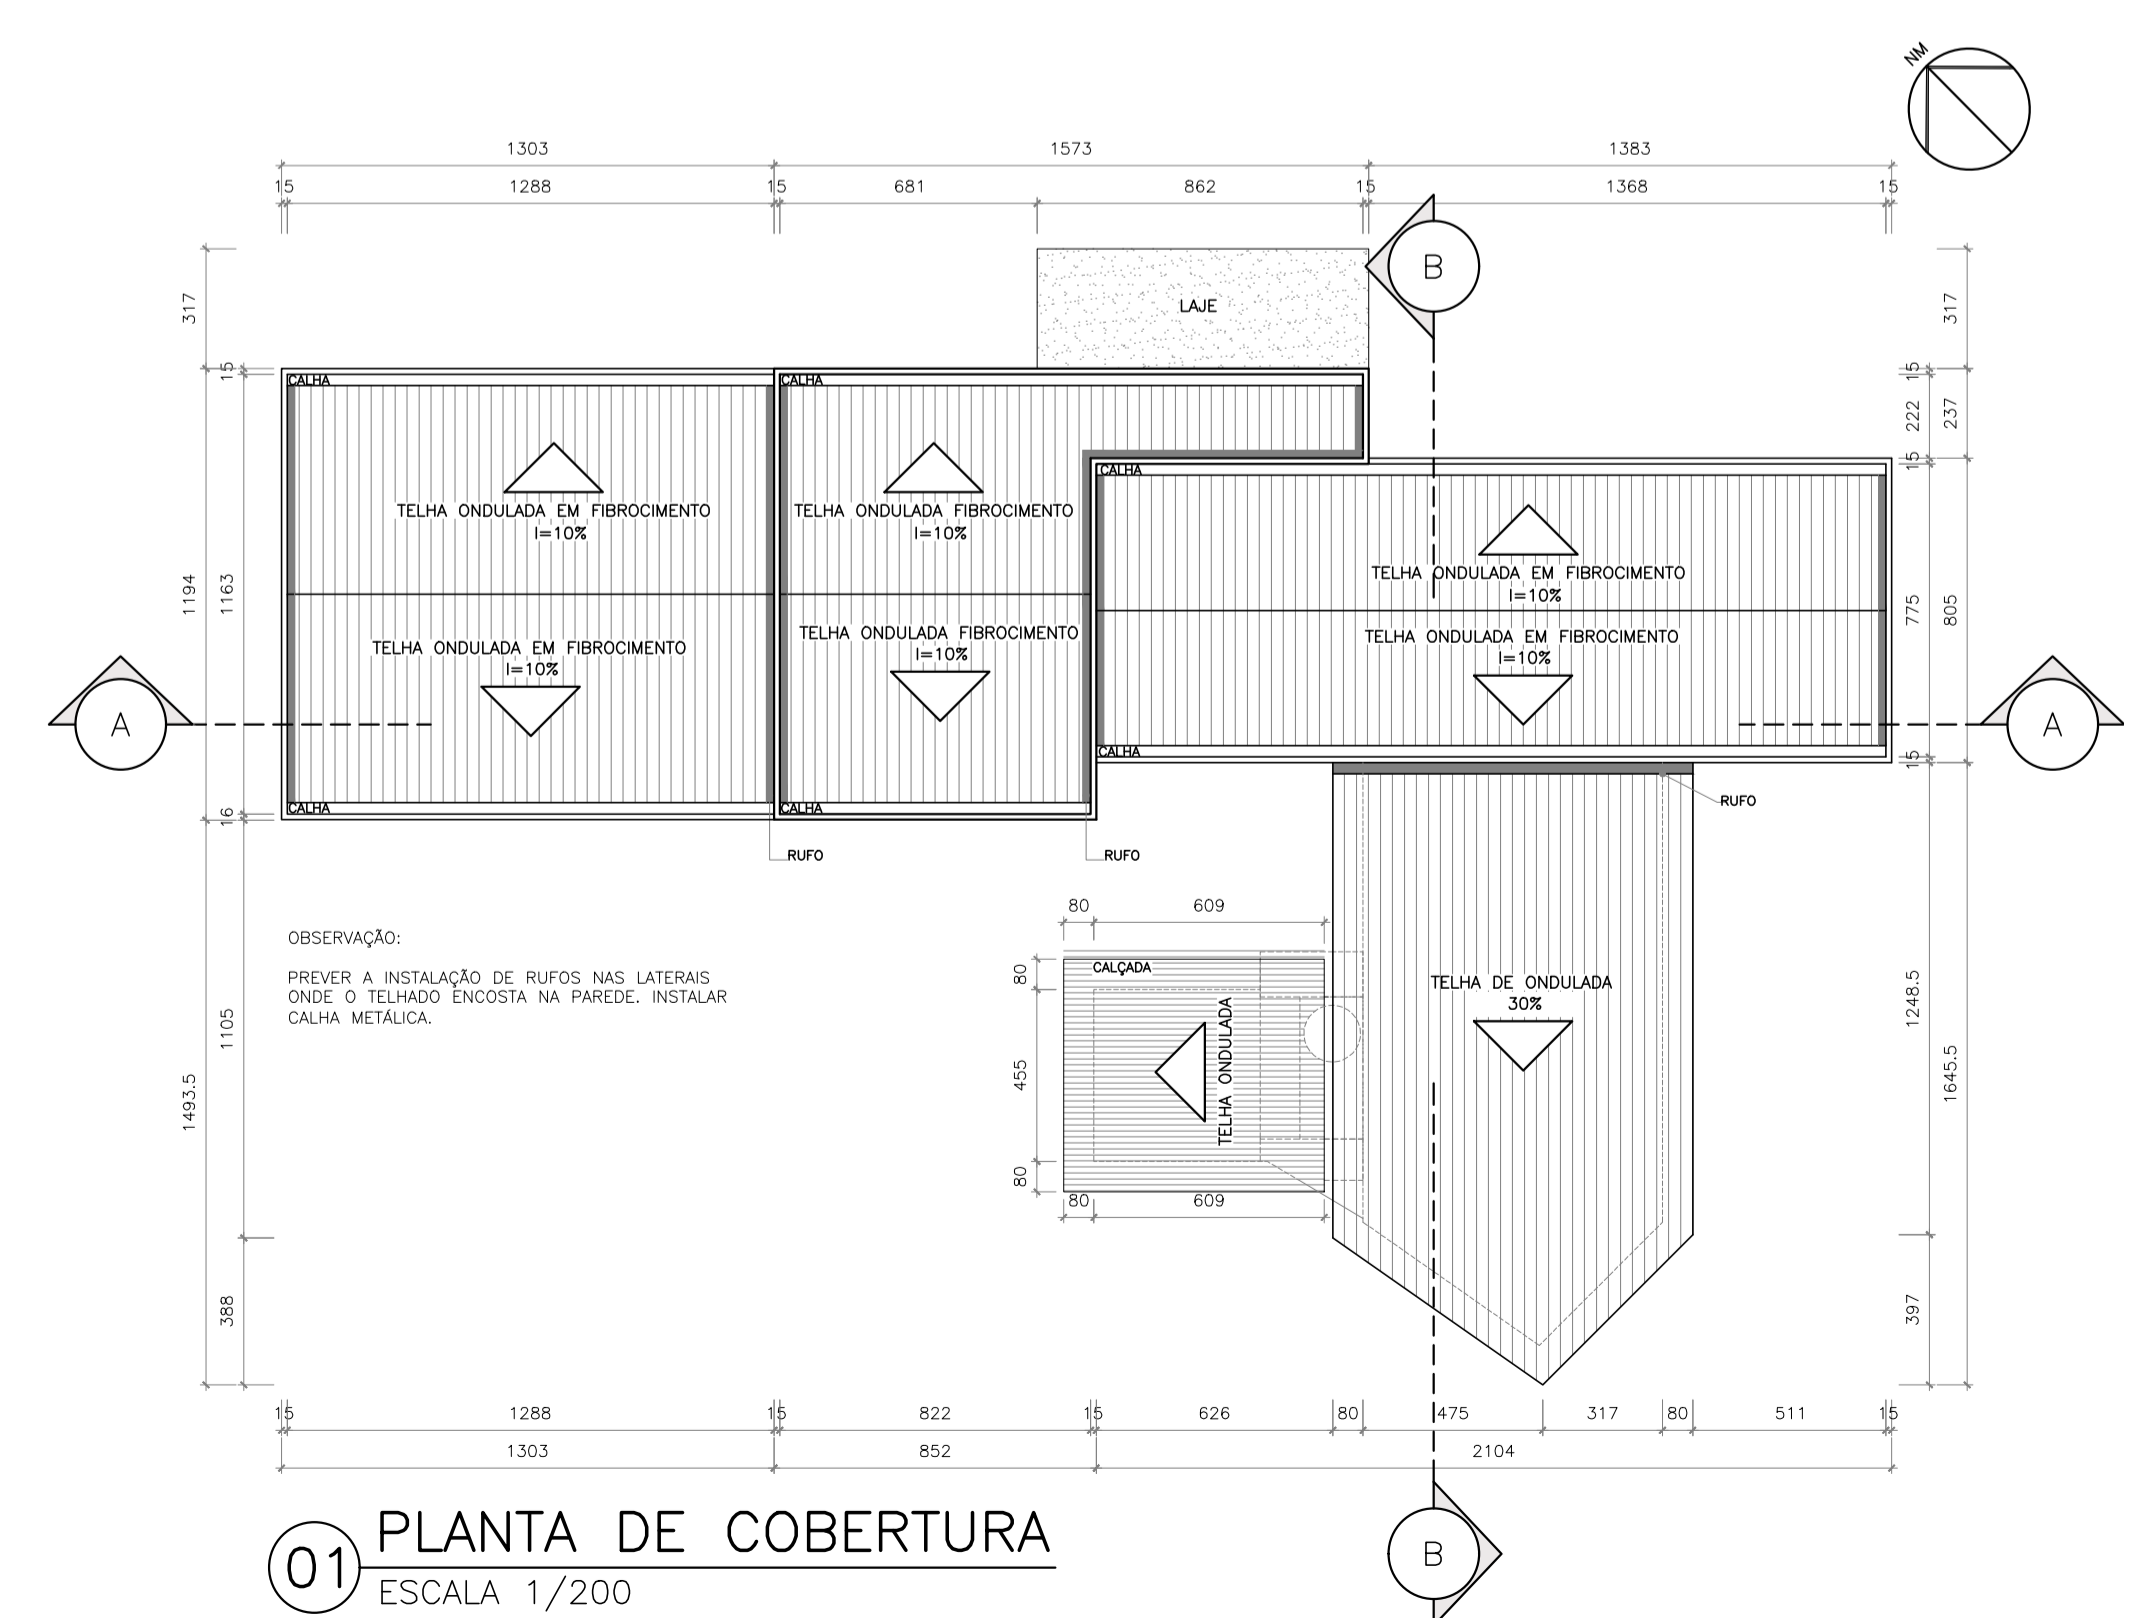 NM
1303
1573
1383
15
1288
15
681
862
15
1368
15
B
317
LAJE
317
15
15
CALHA
CALHA
222
237
15
CALHA
TELHA ONDULADA EM FIBROCIMENTO
I=10%
TELHA ONDULADA FIBROCIMENTO
I=10%
TELHA ONDULADA EM FIBROCIMENTO
I=10%
1194
1163
775
805
TELHA ONDULADA EM FIBROCIMENTO
I=10%
TELHA ONDULADA FIBROCIMENTO
I=10%
TELHA ONDULADA EM FIBROCIMENTO
I=10%
A
A
CALHA
15
CALHA
CALHA
16
RUFO
RUFO
RUFO
80
609
OBSERVAÇÃO:
PREVER A INSTALAÇÃO DE RUFOS NAS LATERAIS
ONDE O TELHADO ENCOSTA NA PAREDE. INSTALAR
CALHA METÁLICA.
80
CALÇADA
TELHA DE ONDULADA
30%
TELHA ONDULADA
455
80
80
609
1493.5
1105
388
1248.5
1645.5
397
15
1288
15
822
15
626
80
475
317
80
511
15
1303
852
2104
01
PLANTA DE COBERTURA
ESCALA 1/200
B